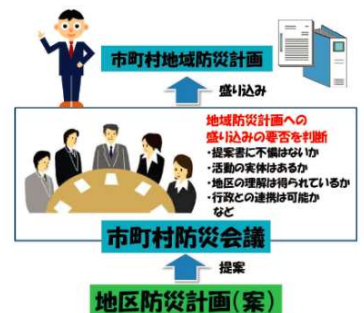 市町村地域防災計画
盛り込み
地域防災計画への
盛り込みの要否を判断
・提案書に不備はないか
・活動の実体はあるか
・地区の理解は得られているか
・行政との連携は可能か
など
市町村防災会議
提案
地区防災計画(案)